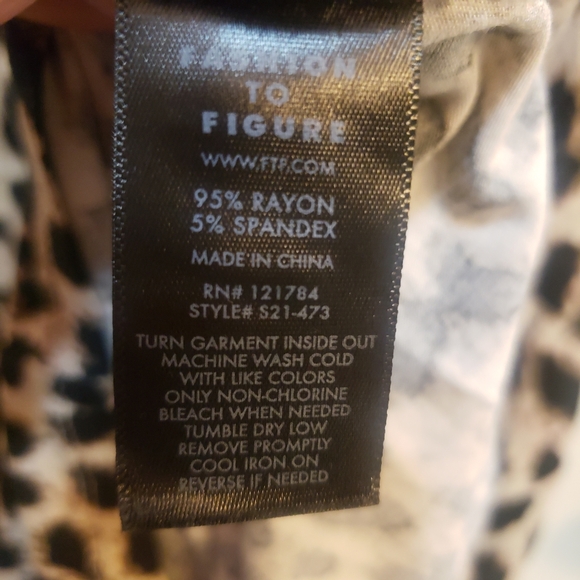 FASHION
TO
FIGURE
WWW.FTF.COM
95% RAYON
5% SPANDEX
MADE IN CHINA
RN# 121784
STYLE# S21-473
TURN GARMENT INSIDE OUT
MACHINE WASH COLD
WITH LIKE COLORS
ONLY NON-CHLORINE
BLEACH WHEN NEEDED
TUMBLE DRY LOW
REMOVE PROMPTLY
COOL IRON ON
REVERSE IF NEEDED